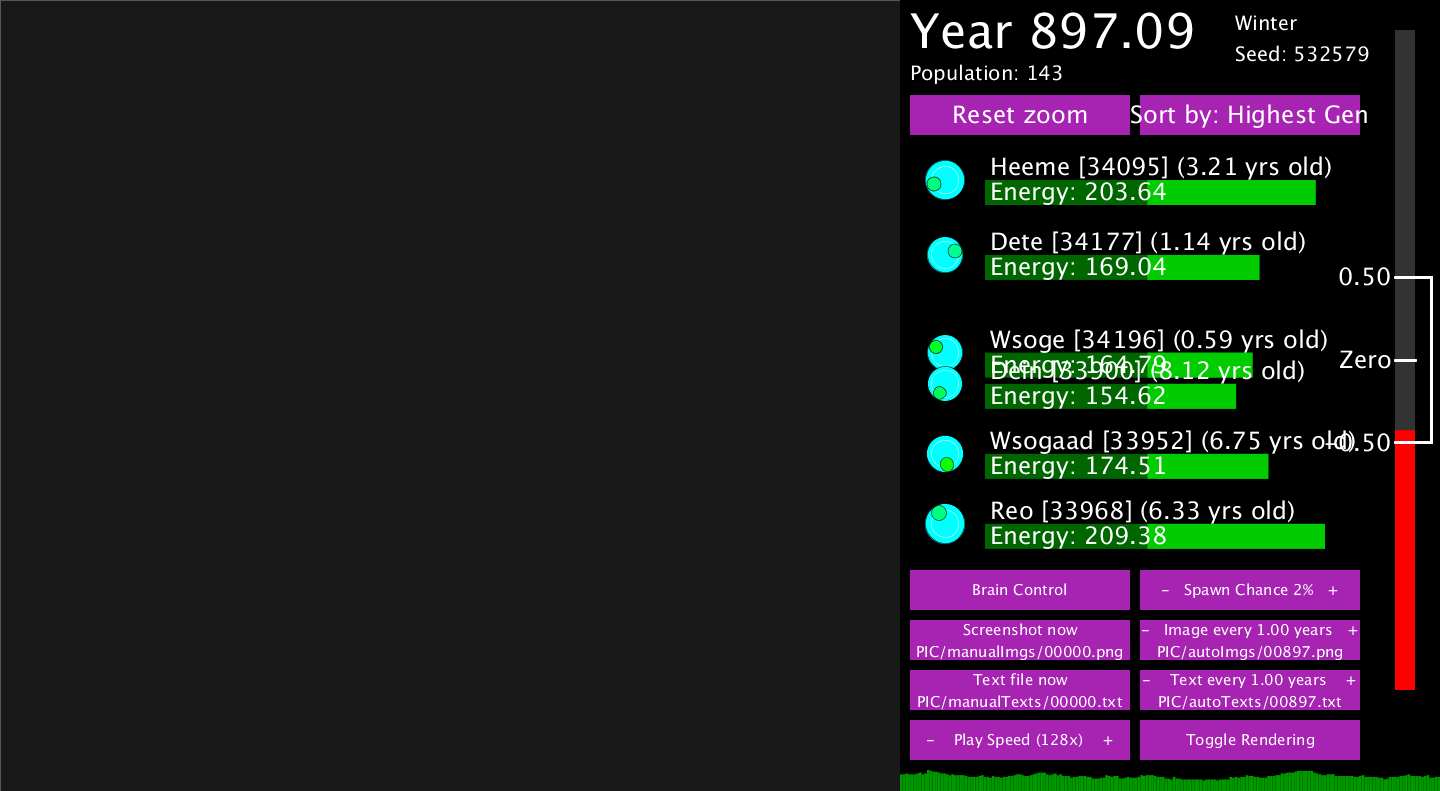 Year 897.09
Winter
Seed: 532579
Population: 143
Reset zoom
Sort by: Highest Gen
Heeme [34095] (3.21 yrs old)
Energy: 203.64
Dete [34177] (1.14 yrs old)
Energy: 169.04
0.50
Wsoge [34196] (0.59 yrs old)
Energy: 164.79
Zero
Dein [33900] (8.12 yrs old)
Energy: 154.62
Wsogaad [33952] (6.75 yrs old)
-0.50
Energy: 174.51
Reo [33968] (6.33 yrs old)
Energy: 209.38
Brain Control
- Spawn Chance 2% +
Screenshot now
PIC/manualImgs/00000.png
- Image every 1.00 years +
PIC/autoImgs/00897.png
Text file now
PIC/manualTexts/00000.txt
- Text every 1.00 years +
PIC/autoTexts/00897.txt
- Play Speed (128x) +
Toggle Rendering